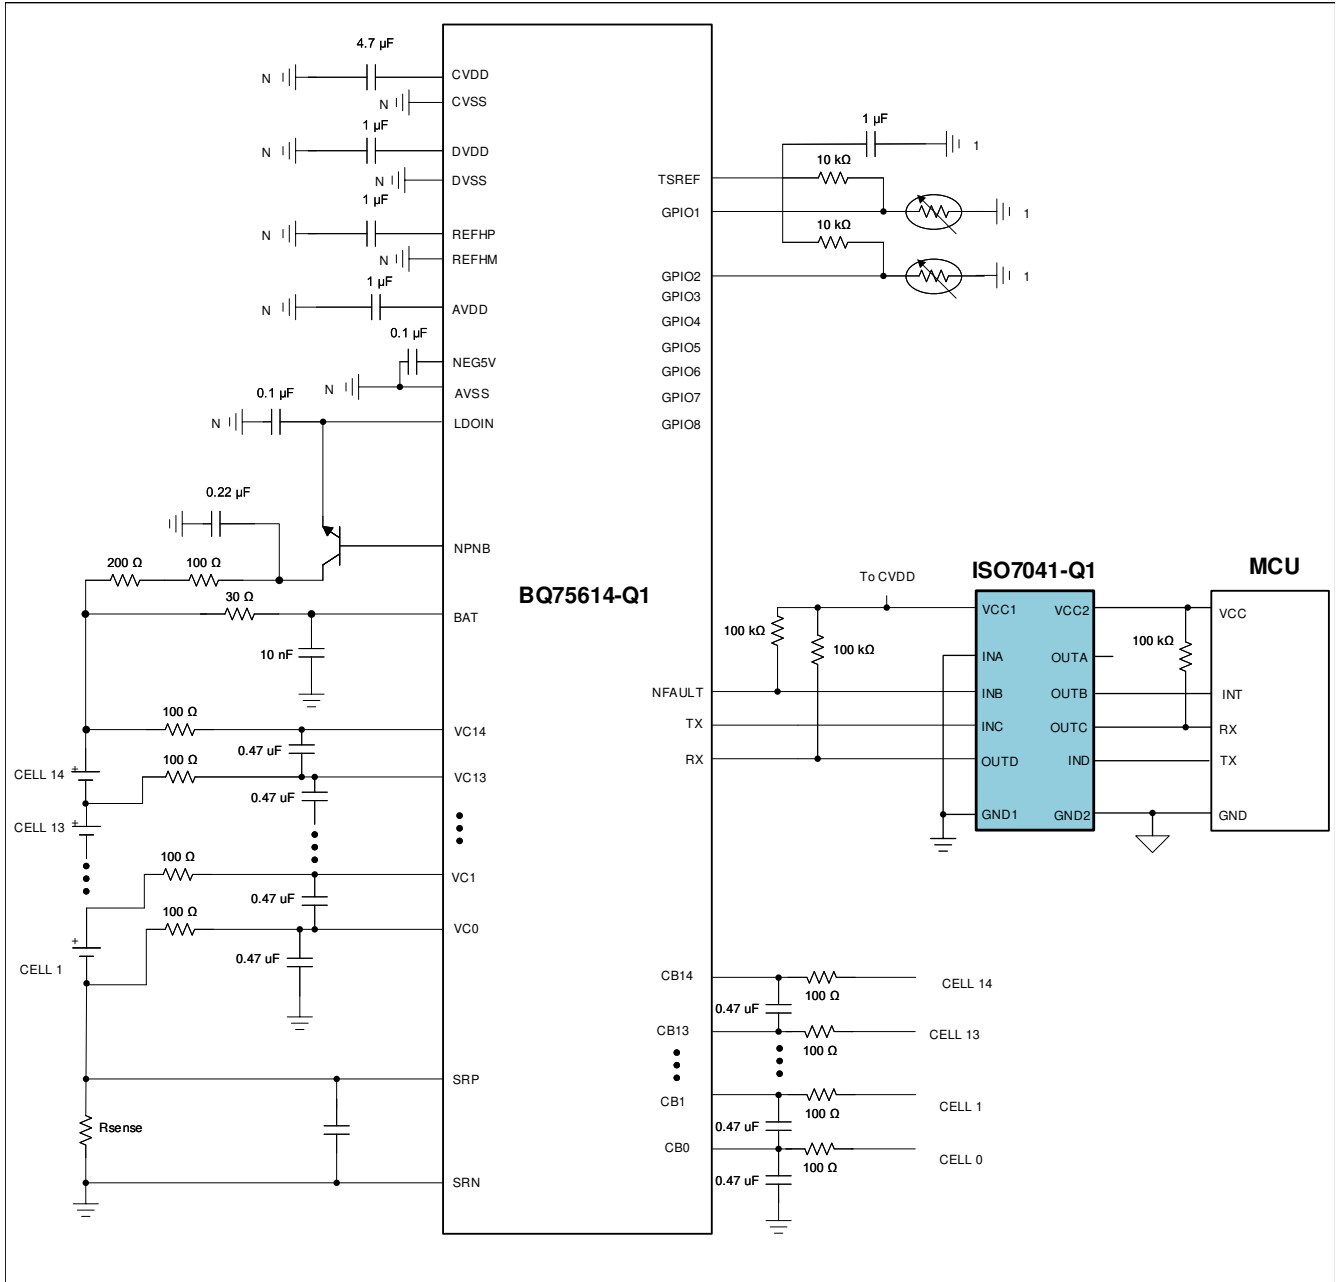 4.7 µF
N
CVDD
N
CVSS
1 µF
N
DVDD
N
DVSS
1 µF
N
REFHP
N
REFHM
1 µF
N
AVDD
0.1 µF
NEG5V
N
AVSS
0.1 µF
N
LDOIN
0.22 µF
NPNB
200 Ω
100 Ω
30 Ω
BAT
10 nF
100 Ω
VC14
0.47 uF
100 Ω
CELL 14
+
VC13
0.47 uF
CELL 13
+
100 Ω
VC1
0.47 uF
100 Ω
VC0
+
0.47 uF
CELL 1
SRP
Rsense
SRN
BQ75614-Q1
1 µF
1
10 kΩ
TSREF
GPIO1
1
10 kΩ
GPIO2
1
GPIO3
GPIO4
GPIO5
GPIO6
GPIO7
GPIO8
To CVDD
ISO7041-Q1
MCU
VCC1
VCC2
VCC
100 kΩ
100 kΩ
100 kΩ
INA
OUTA
NFAULT
INB
OUTB
INT
TX
INC
OUTC
RX
RX
OUTD
IND
TX
GND1
GND2
GND
CB14
100 Ω
CELL 14
0.47 uF
CB13
100 Ω
CELL 13
CB1
100 Ω
CELL 1
0.47 uF
CB0
100 Ω
CELL 0
0.47 uF